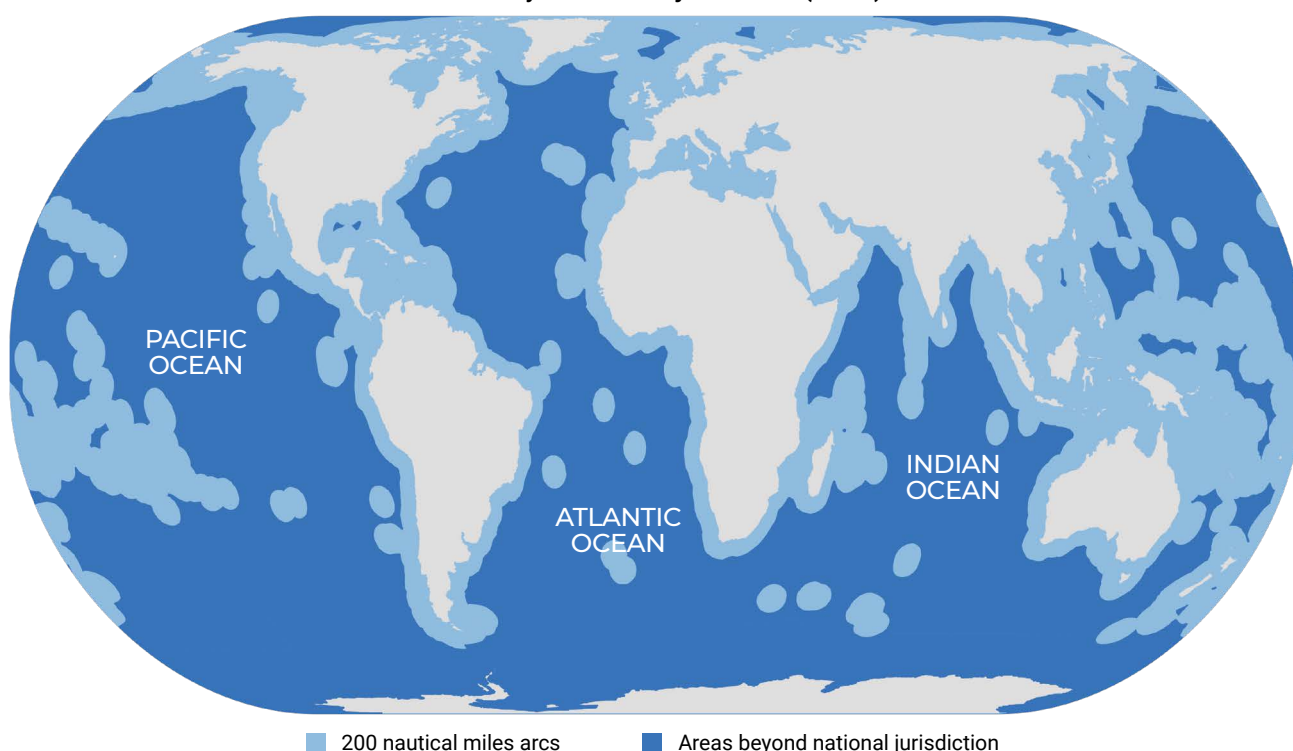 PACIFIC
OCEAN
INDIAN
OCEAN
ATLANTIC
OCEAN
200 nautical miles arcs
Areas beyond national jurisdiction